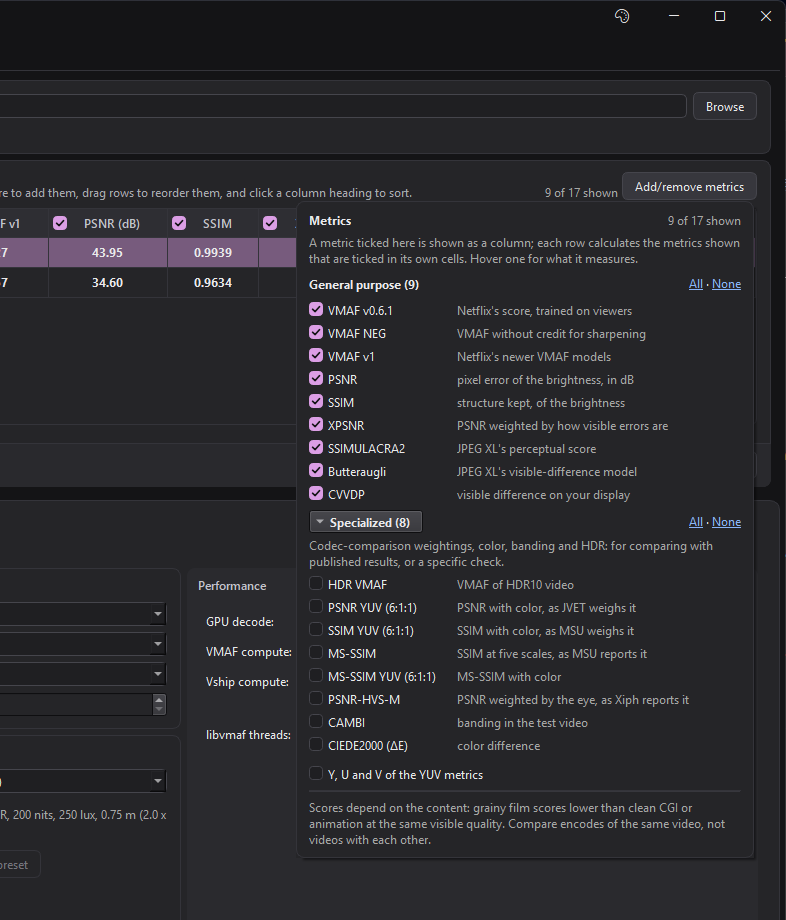 Browse
re to add them, drag rows to reorder them, and click a column heading to sort.
9 of 17 shown
Add/remove metrics
F v1
PSNR (dB)
SSIM
7
43.95
0.9939
7
34.60
0.9634
Metrics
9 of 17 shown
A metric ticked here is shown as a column; each row calculates the metrics shown
that are ticked in its own cells. Hover one for what it measures.
General purpose (9)
All · None
VMAF v0.6.1 Netflix's score, trained on viewers
VMAF NEG VMAF without credit for sharpening
VMAF v1 Netflix's newer VMAF models
PSNR pixel error of the brightness, in dB
SSIM structure kept, of the brightness
XPSNR PSNR weighted by how visible errors are
SSIMULACRA2 JPEG XL's perceptual score
Butteraugli JPEG XL's visible-difference model
CVVDP visible difference on your display
Specialized (8)
All · None
Codec-comparison weightings, color, banding and HDR: for comparing with
published results, or a specific check.
HDR VMAF VMAF of HDR10 video
PSNR YUV (6:1:1) PSNR with color, as JVET weighs it
SSIM YUV (6:1:1) SSIM with color, as MSU weighs it
MS-SSIM SSIM at five scales, as MSU reports it
MS-SSIM YUV (6:1:1) MS-SSIM with color
PSNR-HVS-M PSNR weighted by the eye, as Xiph reports it
CAMBI banding in the test video
CIEDE2000 (ΔE) color difference
Y, U and V of the YUV metrics
Scores depend on the content: grainy film scores lower than clean CGI or
animation at the same visible quality. Compare encodes of the same video, not
videos with each other.
Performance
GPU decode:
VMAF compute:
Vship compute:
libvmaf threads:
)
R, 200 nits, 250 lux, 0.75 m (2.0 x
preset